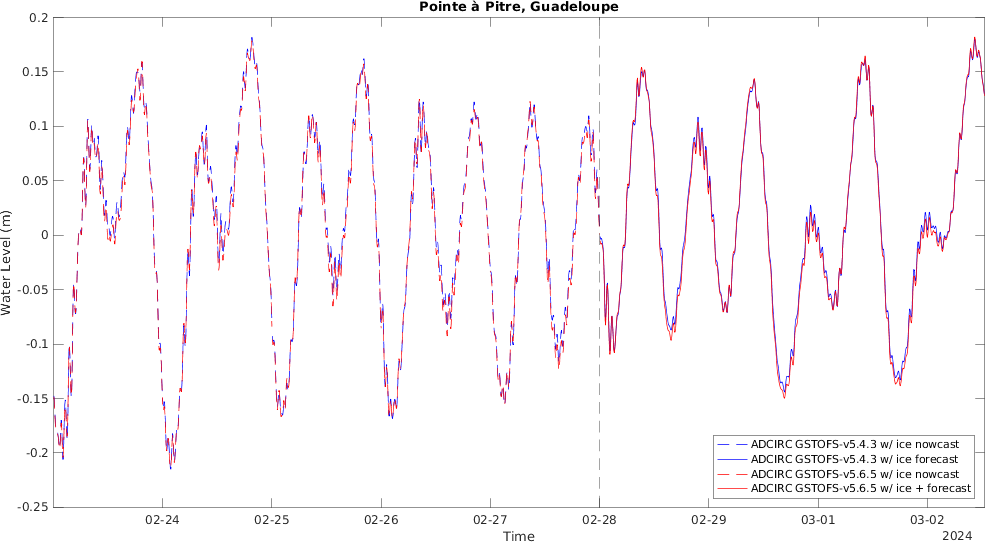 Pointe à Pitre, Guadeloupe
Water Level (m)
0.2
0.15
0.1
0.05
0
-0.05
-0.1
-0.15
-0.2
-0.25
02-24 02-25 02-26 02-27 02-28 02-29 03-01 03-02
Time
2024
ADCIRC GSTOFS-v5.4.3 w/ ice nowcast
ADCIRC GSTOFS-v5.4.3 w/ ice forecast
ADCIRC GSTOFS-v5.6.5 w/ ice nowcast
ADCIRC GSTOFS-v5.6.5 w/ ice + forecast